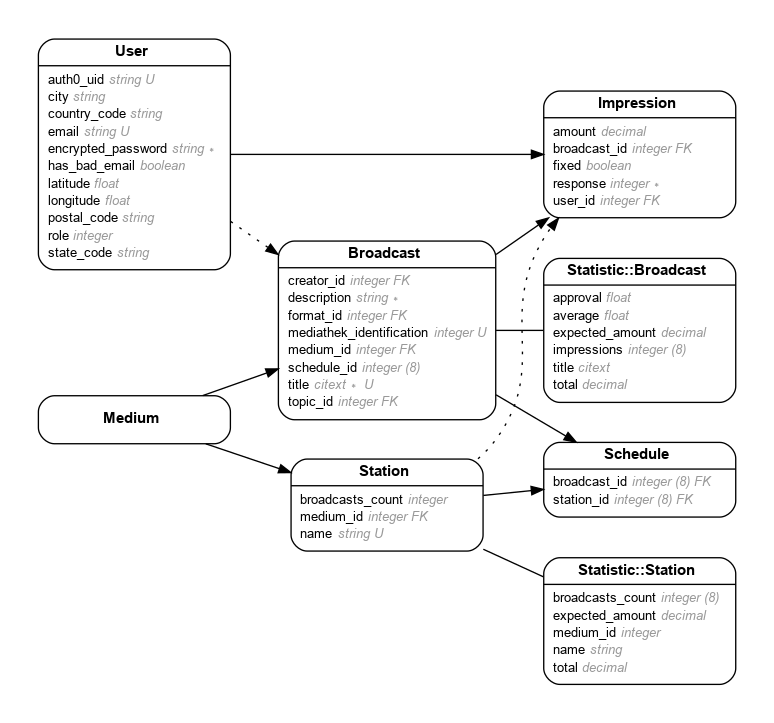 User
auth0_uid string U
city string
country_code string
email string U
encrypted_password string ∗
has_bad_email boolean
latitude float
longitude float
postal_code string
role integer
state_code string
Medium
Broadcast
creator_id integer FK
description string ∗
format_id integer FK
mediathek_identification integer U
medium_id integer FK
schedule_id integer (8)
title citext ∗ U
topic_id integer FK
Station
broadcasts_count integer
medium_id integer FK
name string U
Impression
amount decimal
broadcast_id integer FK
fixed boolean
response integer ∗
user_id integer FK
Statistic::Broadcast
approval float
average float
expected_amount decimal
impressions integer (8)
title citext
total decimal
Schedule
broadcast_id integer (8) FK
station_id integer (8) FK
Statistic::Station
broadcasts_count integer (8)
expected_amount decimal
medium_id integer
name string
total decimal